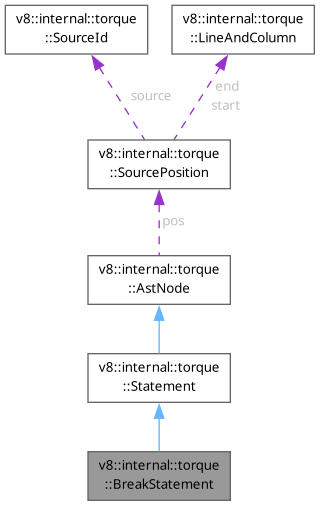 v8::internal::torque
::SourceId
v8::internal::torque
::LineAndColumn
source
end
start
v8::internal::torque
::SourcePosition
pos
v8::internal::torque
::AstNode
v8::internal::torque
::Statement
v8::internal::torque
::BreakStatement